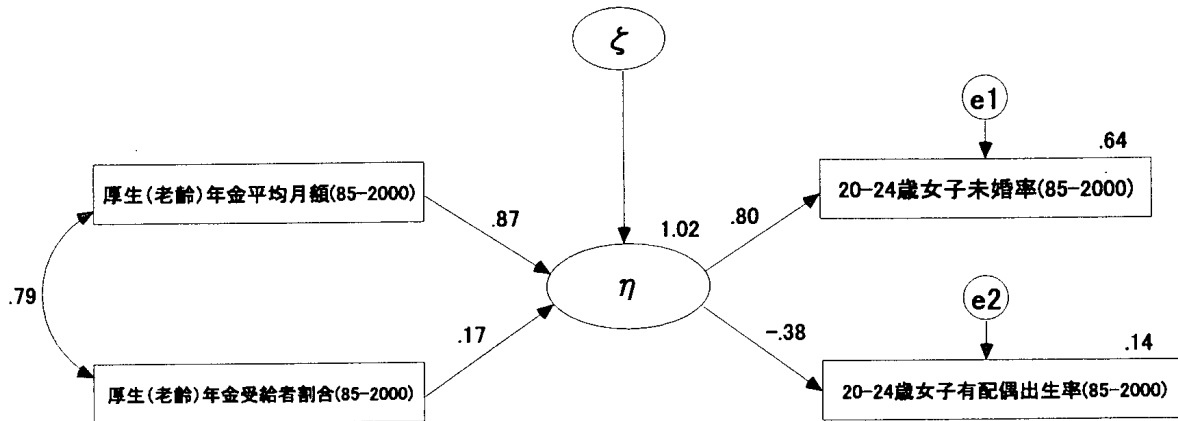 ζ
e1
.64
厚生(老齢)年金平均月額(85-2000)
20-24歳女子未婚率(85-2000)
.87
.80
1.02
η
.79
e2
.17
-.38
.14
厚生(老齢)年金受給者割合(85-2000)
20-24歳女子有配偶出生率(85-2000)